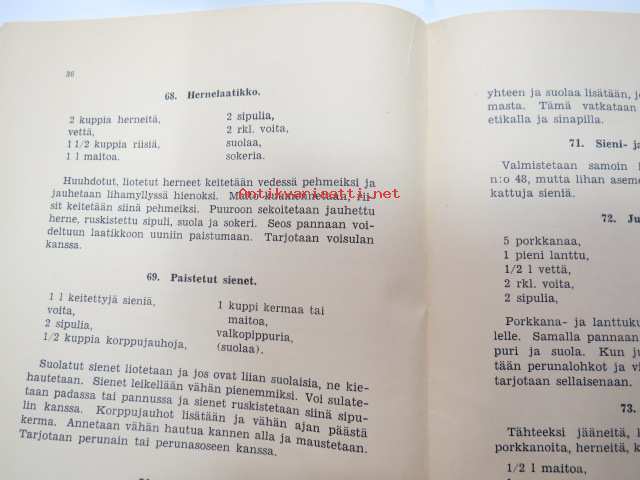 36
68. Hernelaatikko.
2 kuppia herneitä,
vettä,
1 1/2 kuppia riisiä,
1 l maitoa.
2 sipulia,
2 rkl. voita,
suolaa,
sokeria.
Huuhdotut, liotetut herneet keitetään vedessä pehmeiksi ja
jauhetaan lihamyllyssä hienoksi. Maito kuumennetaan, rii-
sit keitetään siinä pehmeiksi. Puuroon sekoitetaan jauhettu
herne, ruskistettu sipuli, suola ja sokeri. Seos pannaan voi-
deltuun laatikkoon uuniin paistumaan. Tarjotaan voisulan
kanssa.
Antikvariaatti.net
69. Paistetut sienet.
1 l keitettyjä sieniä,
voita,
2 sipulia,
1/2 kuppia korppujauhoja,
1 kuppi kermaa tai
maitoa,
valkopippuria,
(suolaa).
Suolatut sienet liotetaan ja jos ovat liian suolaisia, ne kie-
hautetaan. Sienet leikellään vähän pienemmiksi. Voi sulate-
taan padassa tai pannussa ja sienet ruskistetaan siinä sipu-
lin kanssa. Korppujauhot lisätään ja vähän ajan päästä
kerma. Annetaan vähän hautua kannen alla ja maustetaan.
Tarjotaan perunain tai perunasoseen kanssa.
yhteen ja suolaa lisätään, jo
masta. Tämä vatkataan
etikalla ja sinapilla.
71. Sieni- ja
Valmistetaan samoin
n:o 48, mutta lihan asem
kattuja sieniä.
72. Ju
5 porkkanaa,
1 pieni lanttu,
1/2 l vettä,
2 rkl. voita,
2 sipulia,
Porkkana- ja lanttuku
lelle. Samalla pannaan
puri ja suola. Kun ju
tään perunalohkot ja vi
tarjotaan sellaisenaan.
73.
Tähteeksi jääneitä, k
porkkanoita, herneitä, k
1/2 l maitoa,